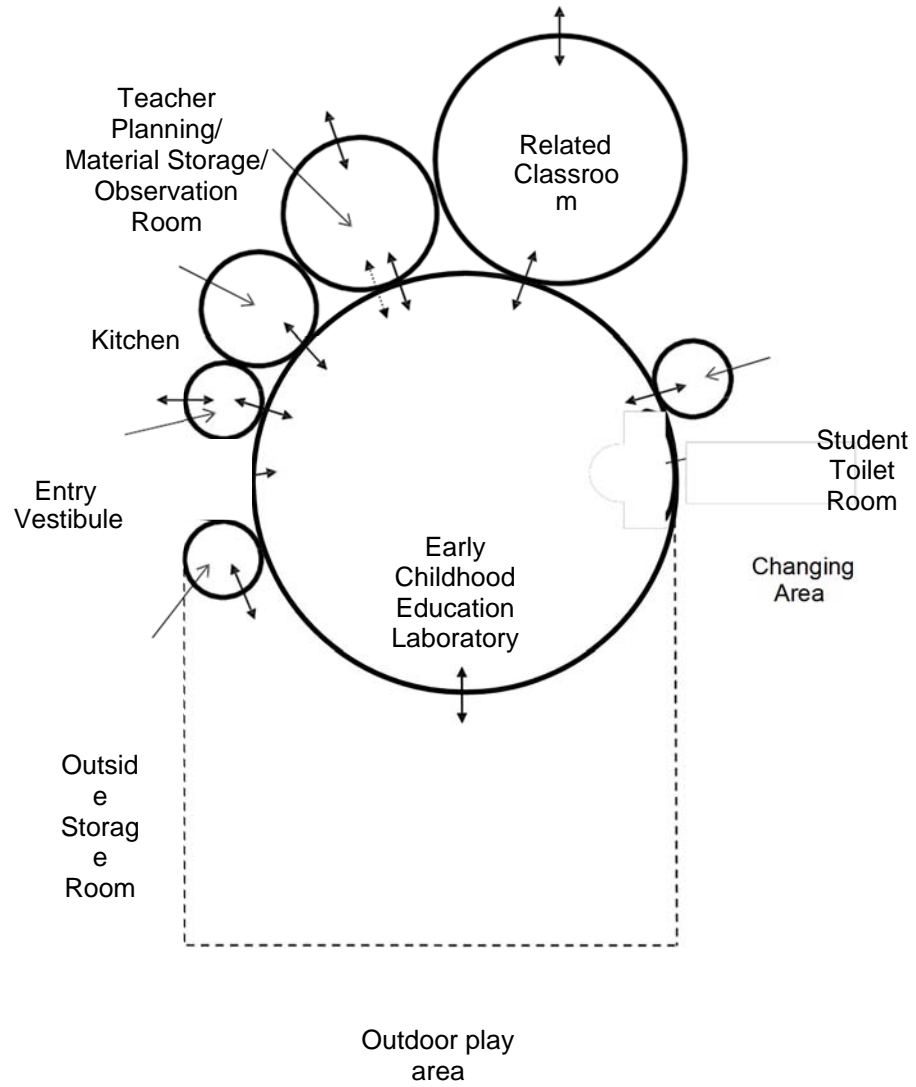 Teacher
Planning/
Material Storage/
Observation
Room
Related
Classroo
m
Kitchen
Entry
Vestibule
Student
Toilet
Room
Early
Childhood
Education
Laboratory
Changing
Area
Outsid
e
Storag
e
Room
Outdoor play
area